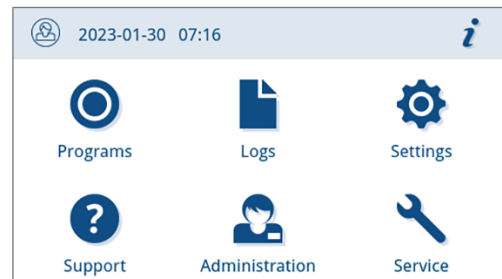 2023-01-30 07:16 i
Programs Logs Settings
Support Administration Service